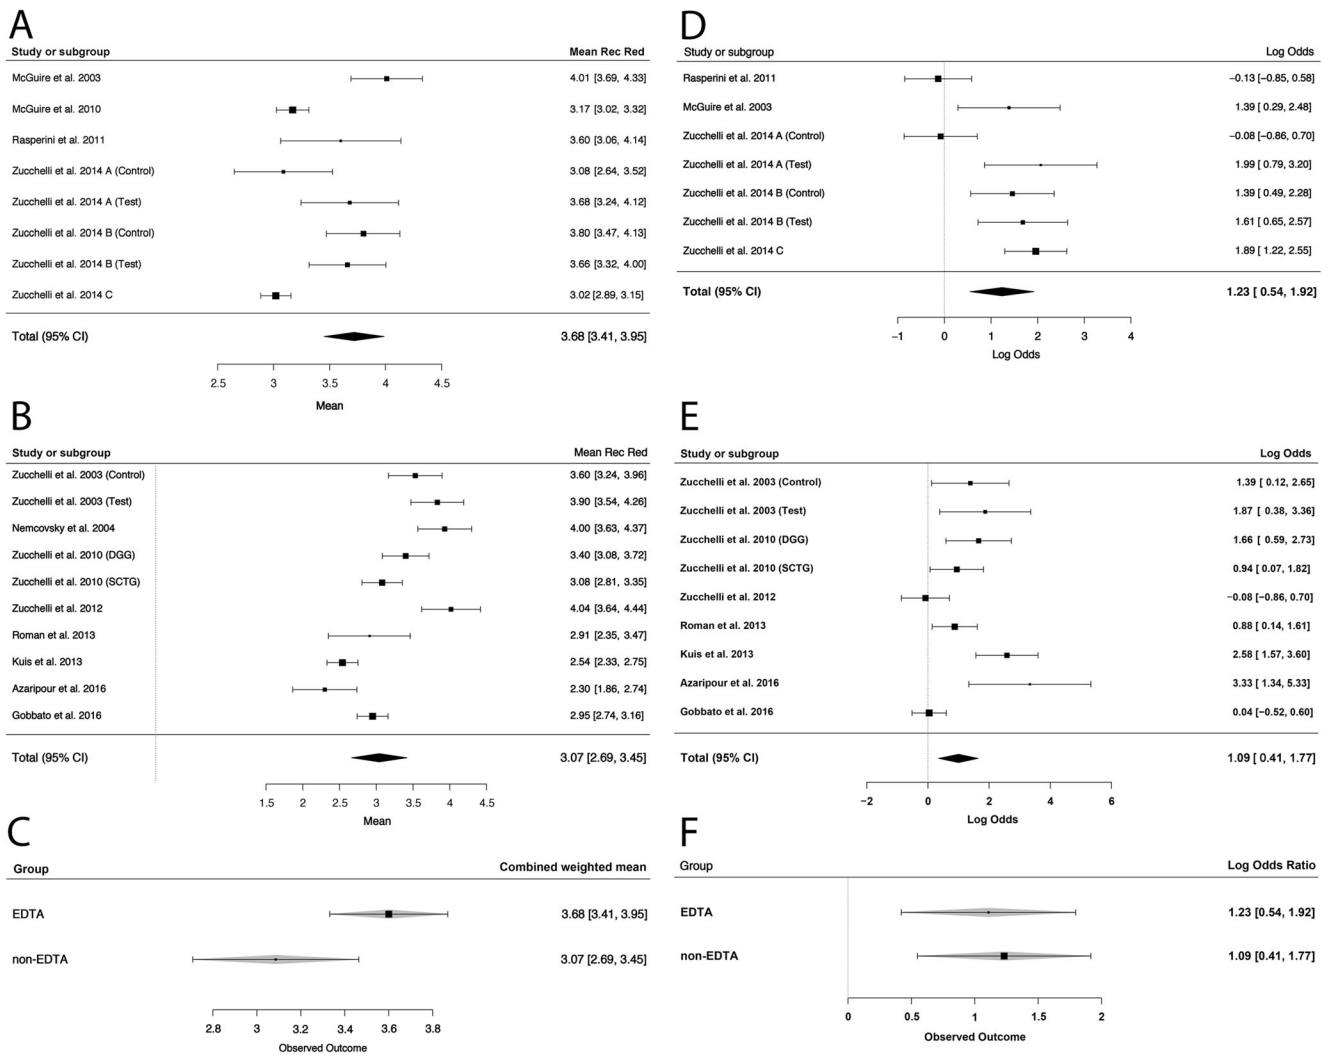 A
Study or subgroup Mean Rec Red
McGuire et al. 2003 4.01 [3.69, 4.33]
McGuire et al. 2010 3.17 [3.02, 3.32]
Rasperini et al. 2011 3.60 [3.06, 4.14]
Zucchelli et al. 2014 A (Control) 3.08 [2.64, 3.52]
Zucchelli et al. 2014 A (Test) 3.68 [3.24, 4.12]
Zucchelli et al. 2014 B (Control) 3.80 [3.47, 4.13]
Zucchelli et al. 2014 B (Test) 3.66 [3.32, 4.00]
Zucchelli et al. 2014 C 3.02 [2.89, 3.15]
Total (95% CI) 3.68 [3.41, 3.95]
2.5 3 3.5 4 4.5
Mean
B
Study or subgroup Mean Rec Red
Zucchelli et al. 2003 (Control) 3.60 [3.24, 3.96]
Zucchelli et al. 2003 (Test) 3.90 [3.54, 4.26]
Nemcovsky et al. 2004 4.00 [3.63, 4.37]
Zucchelli et al. 2010 (DGG) 3.40 [3.08, 3.72]
Zucchelli et al. 2010 (SCTG) 3.08 [2.81, 3.35]
Zucchelli et al. 2012 4.04 [3.64, 4.44]
Roman et al. 2013 2.91 [2.35, 3.47]
Kuis et al. 2013 2.54 [2.33, 2.75]
Azaripour et al. 2016 2.30 [1.86, 2.74]
Gobbato et al. 2016 2.95 [2.74, 3.16]
Total (95% CI) 3.07 [2.69, 3.45]
1.5 2 2.5 3 3.5 4 4.5
Mean
C
Group Combined weighted mean
EDTA 3.68 [3.41, 3.95]
non-EDTA 3.07 [2.69, 3.45]
2.8 3 3.2 3.4 3.6 3.8
Observed Outcome
D
Study or subgroup Log Odds
Rasperini et al. 2011 −0.13 [−0.85, 0.58]
McGuire et al. 2003 1.39 [0.29, 2.48]
Zucchelli et al. 2014 A (Control) −0.08 [−0.86, 0.70]
Zucchelli et al. 2014 A (Test) 1.99 [0.79, 3.20]
Zucchelli et al. 2014 B (Control) 1.39 [0.49, 2.28]
Zucchelli et al. 2014 B (Test) 1.61 [0.65, 2.57]
Zucchelli et al. 2014 C 1.89 [1.22, 2.55]
Total (95% CI) 1.23 [ 0.54, 1.92]
−1 0 1 2 3 4
Log Odds
E
Study or subgroup Log Odds
Zucchelli et al. 2003 (Control) 1.39 [ 0.12, 2.65]
Zucchelli et al. 2003 (Test) 1.87 [ 0.38, 3.36]
Zucchelli et al. 2010 (DGG) 1.66 [ 0.59, 2.73]
Zucchelli et al. 2010 (SCTG) 0.94 [ 0.07, 1.82]
Zucchelli et al. 2012 −0.08 [−0.86, 0.70]
Roman et al. 2013 0.88 [ 0.14, 1.61]
Kuis et al. 2013 2.58 [ 1.57, 3.60]
Azaripour et al. 2016 3.33 [ 1.34, 5.33]
Gobbato et al. 2016 0.04 [−0.52, 0.60]
Total (95% CI) 1.09 [ 0.41, 1.77]
−2 0 2 4 6
Log Odds
F
Group Log Odds Ratio
EDTA 1.23 [0.54, 1.92]
non-EDTA 1.09 [0.41, 1.77]
0 0.5 1 1.5 2
Observed Outcome